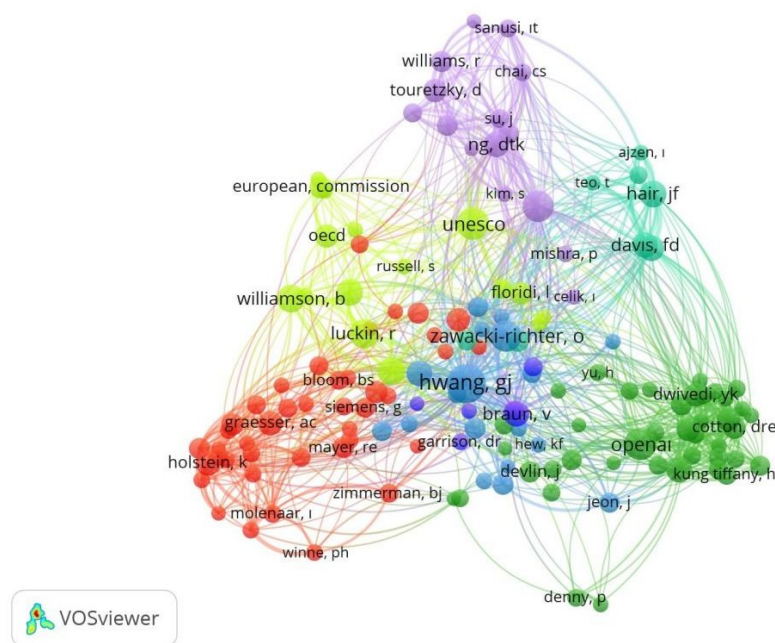 sanusi, ıt
williams, r
chai, cs
touretzky, d
su, j
ng, dtk
ajzen, ı
teo, t
european, commission
kim, s
hair, jf
unesco
oecd
mishra, p
davıs, fd
russell, s
williamson, b
floridi, l
celik, ı
luckin, r
zawacki-richter, o
yu, h
bloom, bs
hwang, gj
dwivedi, yk
siemens, g
graesser, ac
braun, v
cotton, dre
mayer, re
garrison, dr
hew, kf
openaı
holstein, k
devlin, j
kung tiffany, h
zimmerman, bj
jeon, j
molenaar, ı
winne, ph
denny, p
VOSviewer